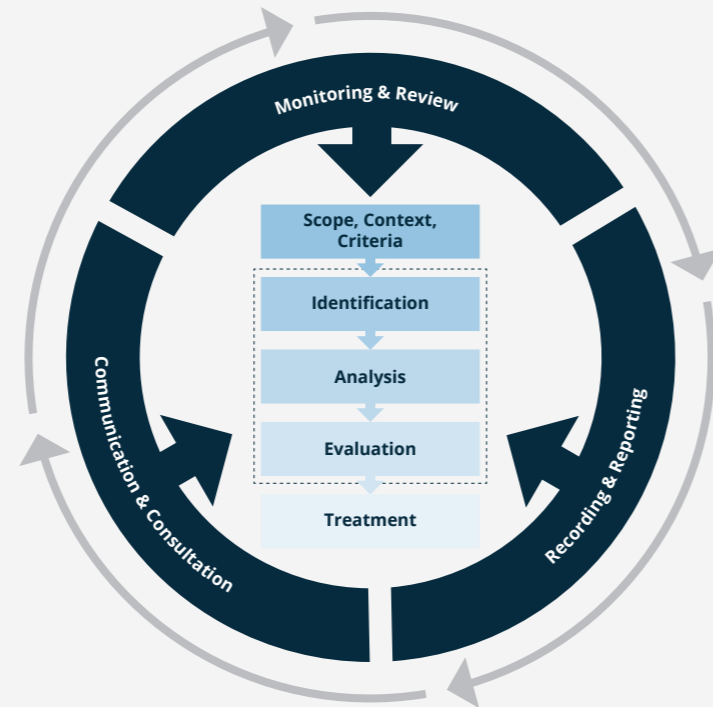 Monitoring & Review
Scope, Context,
Criteria
Identification
Analysis
Evaluation
Treatment
Communication & Consultation
Recording & Reporting